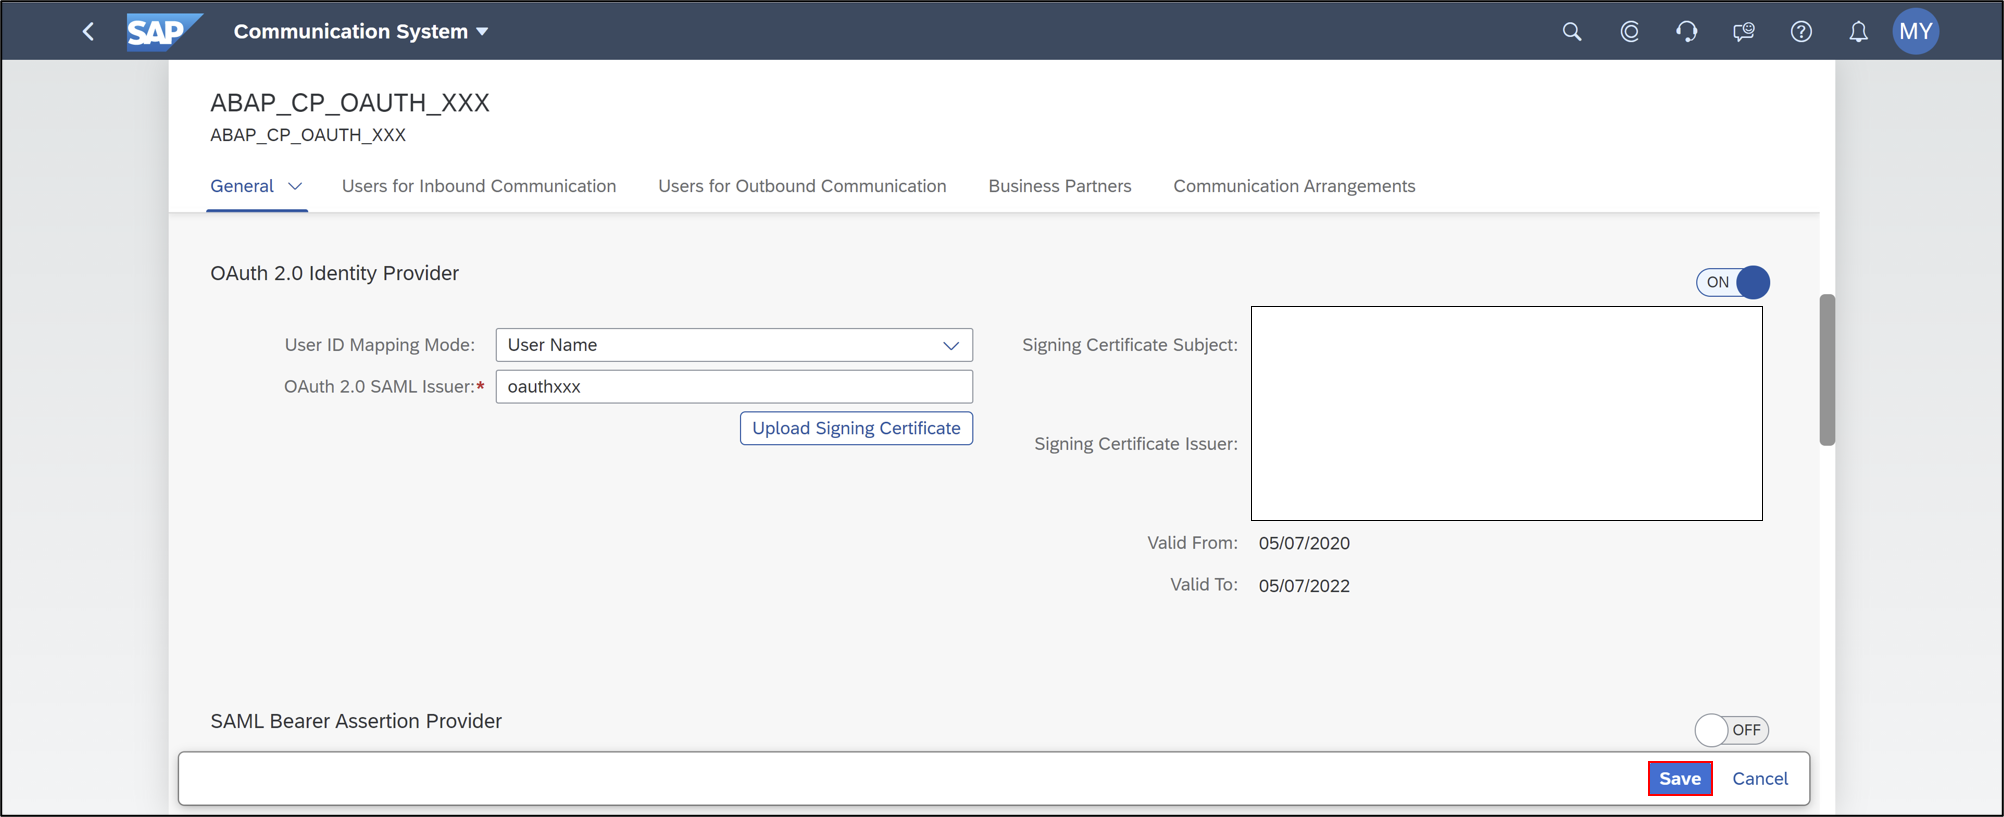 SAP Communication System MY
ABAP_CP_OAUTH_XXX
ABAP_CP_OAUTH_XXX
General Users for Inbound Communication Users for Outbound Communication Business Partners Communication Arrangements
OAuth 2.0 Identity Provider
ON
User ID Mapping Mode: User Name
OAuth 2.0 SAML Issuer:* oauthxxx
Upload Signing Certificate
Signing Certificate Subject:
Signing Certificate Issuer:
Valid From: 05/07/2020
Valid To: 05/07/2022
SAML Bearer Assertion Provider
OFF
Save Cancel